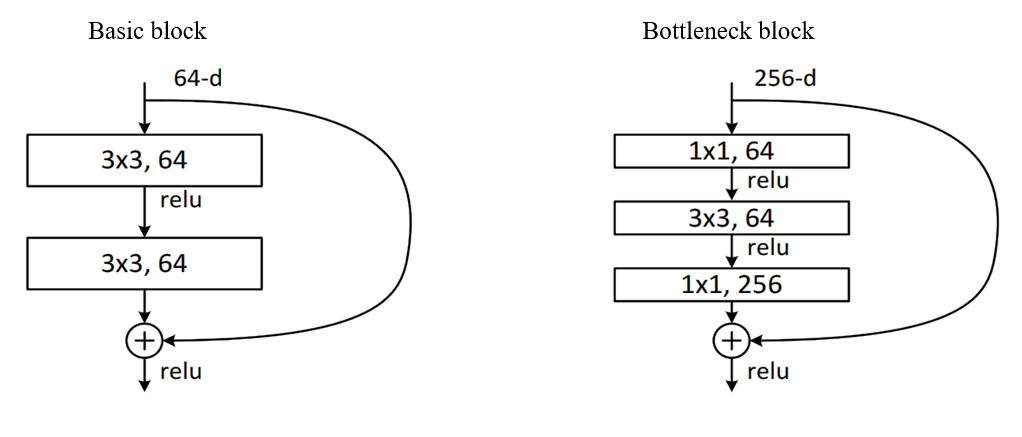 Basic block
64-d
3x3, 64
relu
3x3, 64
relu
Bottleneck block
256-d
1x1, 64
relu
3x3, 64
relu
1x1, 256
relu